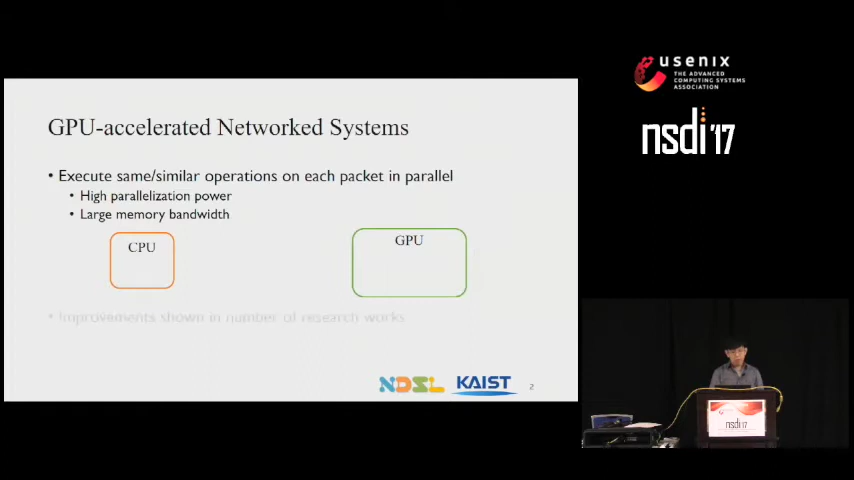 GPU-accelerated Networked Systems
• Execute same/similar operations on each packet in parallel
• High parallelization power
• Large memory bandwidth
CPU
GPU
• Improvements shown in number of research works
NDSL KAIST 2
usenix
THE ADVANCED
COMPUTING SYSTEMS
ASSOCIATION
nsdi'17
nsdi'17